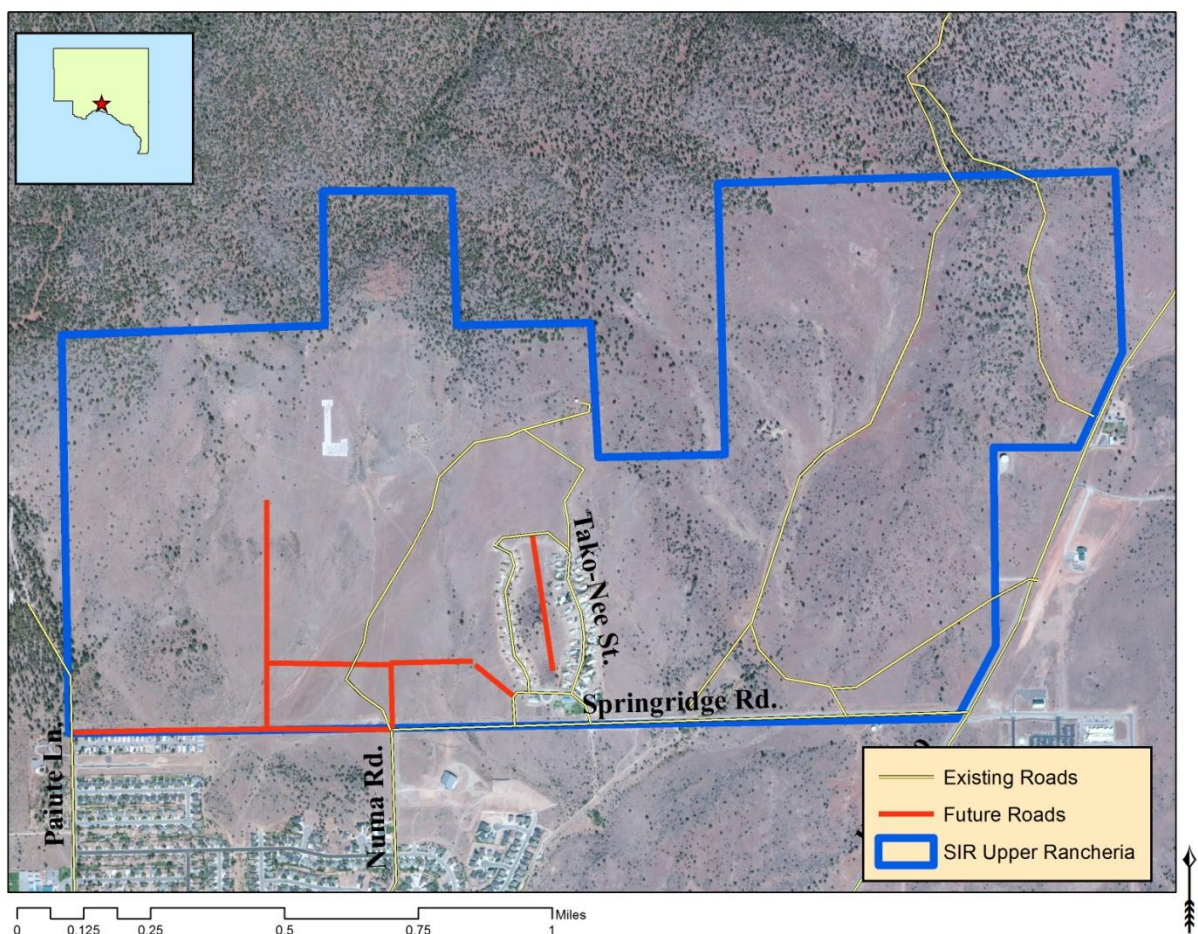 Tako-Nee St.
Springridge Rd.
Paiute Ln.
Numa Rd.
Existing Roads
Future Roads
SIR Upper Rancheria
Miles
0 0.125 0.25 0.5 0.75 1